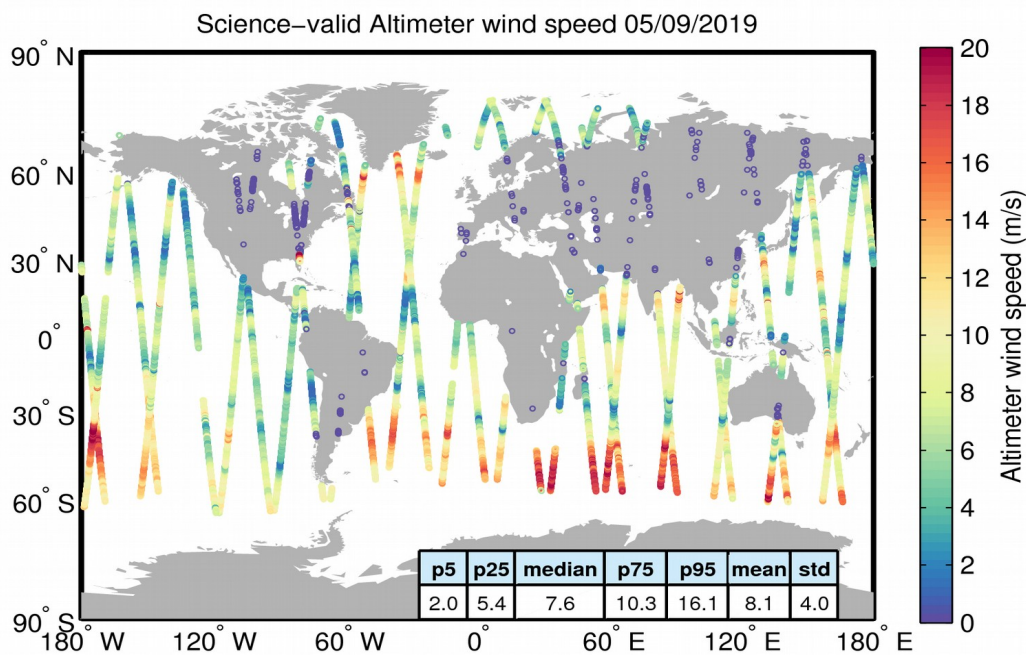 Science−valid Altimeter wind speed 05/09/2019
90° N
60° N
30° N
0°
30° S
60° S
90° S
180° W
120° W
60° W
0°
60° E
120° E
180° E
p5 p25 median p75 p95 mean std
2.0 5.4 7.6 10.3 16.1 8.1 4.0
20
18
16
14
12
10
8
6
4
2
0
Altimeter wind speed (m/s)